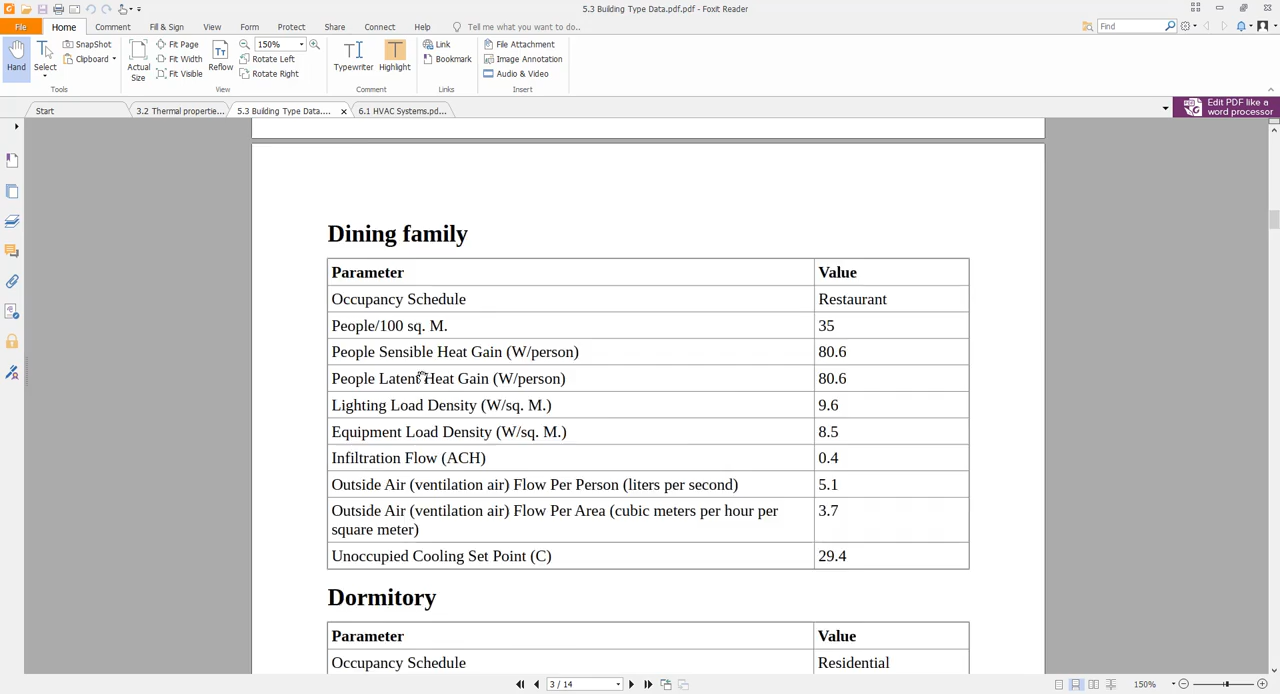 5.3 Building Type Data.pdf.pdf - Foxit Reader
File Home Comment Fill & Sign View Form Protect Share Connect Help Tell me what you want to do.. Find
SnapShot Fit Page 150% Link File Attachment
Clipboard Fit Width Rotate Left Bookmark Image Annotation
Hand Select Actual Size Fit Visible Reflow Rotate Right Typewriter Highlight Audio & Video
Tools View Comment Links Insert
Start 3.2 Thermal propertie... 5.3 Building Type Data.... 6.1 HVAC Systems.pd... Edit PDF like a
word processor
Dining family
Parameter Value
Occupancy Schedule Restaurant
People/100 sq. M. 35
People Sensible Heat Gain (W/person) 80.6
People Latent Heat Gain (W/person) 80.6
Lighting Load Density (W/sq. M.) 9.6
Equipment Load Density (W/sq. M.) 8.5
Infiltration Flow (ACH) 0.4
Outside Air (ventilation air) Flow Per Person (liters per second) 5.1
Outside Air (ventilation air) Flow Per Area (cubic meters per hour per 3.7
square meter)
Unoccupied Cooling Set Point (C) 29.4
Dormitory
Parameter Value
Occupancy Schedule Residential
3 / 14 150%